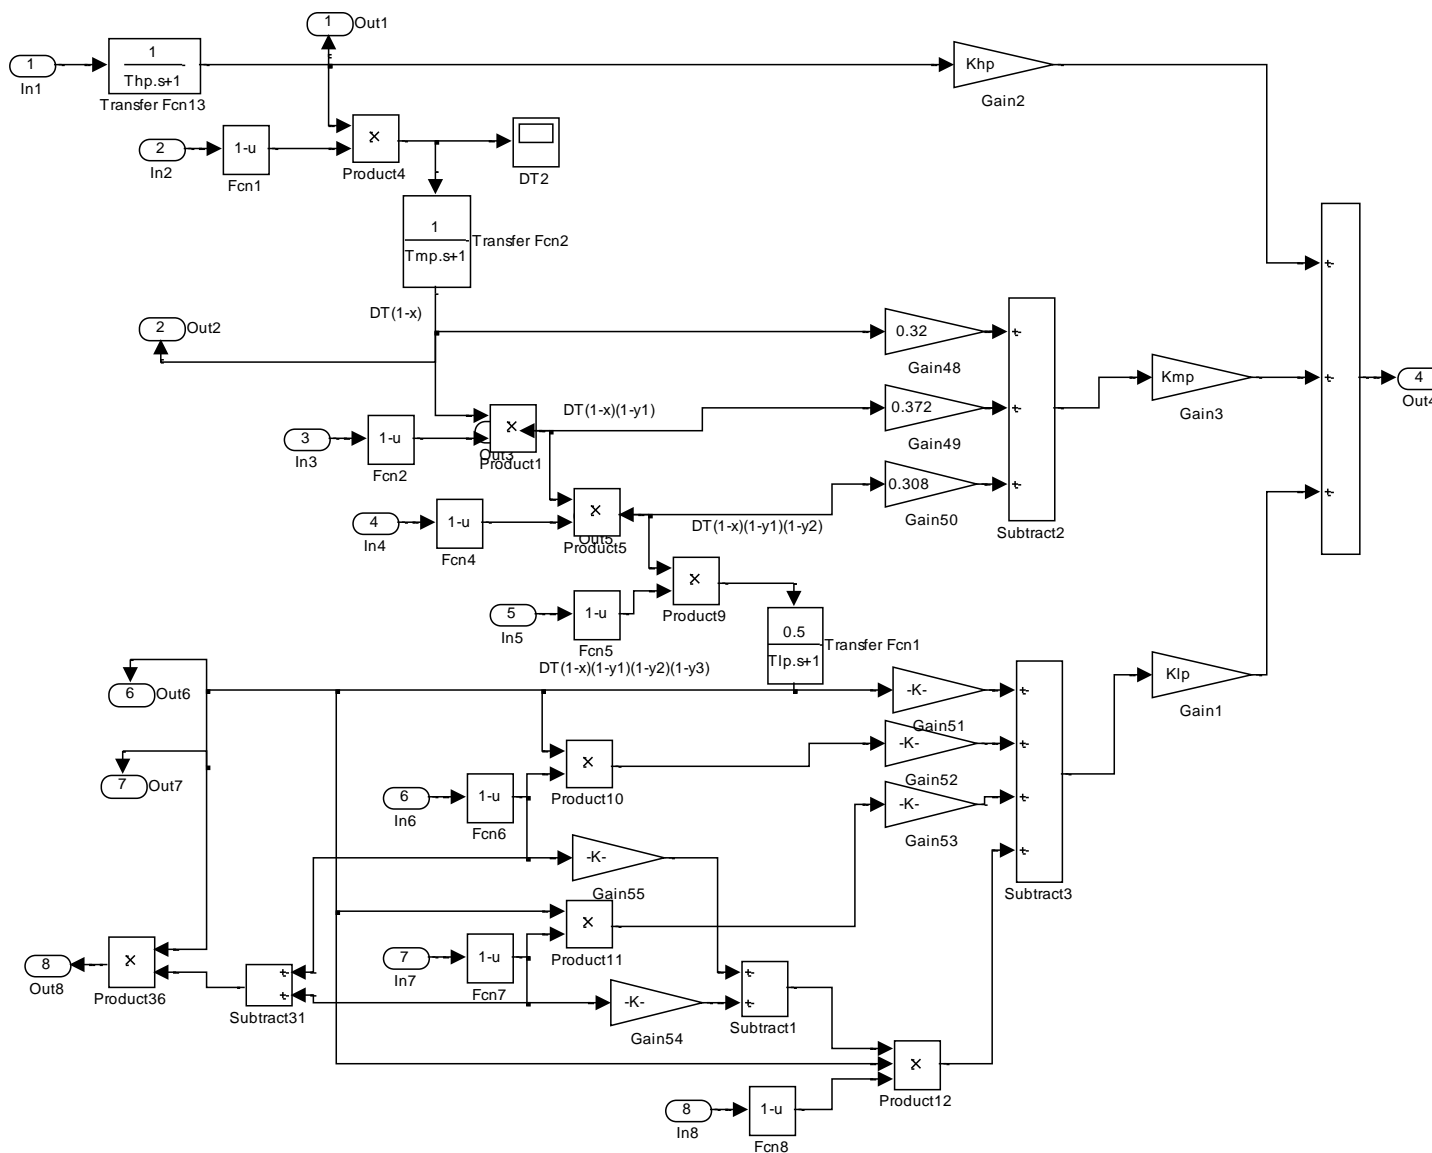 1
Out1
1
In1
1
Thp.s+1
Transfer Fcn13
Khp
Gain2
2
In2
1-u
Fcn1
x
Product4
DT2
1
Tmp.s+1
Transfer Fcn2
DT(1-x)
2
Out2
0.32
Gain48
+
+
+
Subtract2
Kmp
Gain3
+
+
+
4
Out4
DT(1-x)(1-y1)
0.372
Gain49
3
In3
1-u
Fcn2
x
Out3
Product1
0.308
Gain50
4
In4
1-u
Fcn4
x
Out5
Product5
DT(1-x)(1-y1)(1-y2)
x
Product9
5
In5
1-u
Fcn5
0.5
Tlp.s+1
Transfer Fcn1
DT(1-x)(1-y1)(1-y2)(1-y3)
Klp
Gain1
6
Out6
-K-
Gain51
+
+
+
+
Subtract3
7
Out7
x
Product10
-K-
Gain52
6
In6
1-u
Fcn6
-K-
Gain53
-K-
Gain55
x
Product11
7
In7
1-u
Fcn7
8
Out8
x
Product36
+
+
Subtract31
-K-
Gain54
+
+
Subtract1
x
Product12
8
In8
1-u
Fcn8